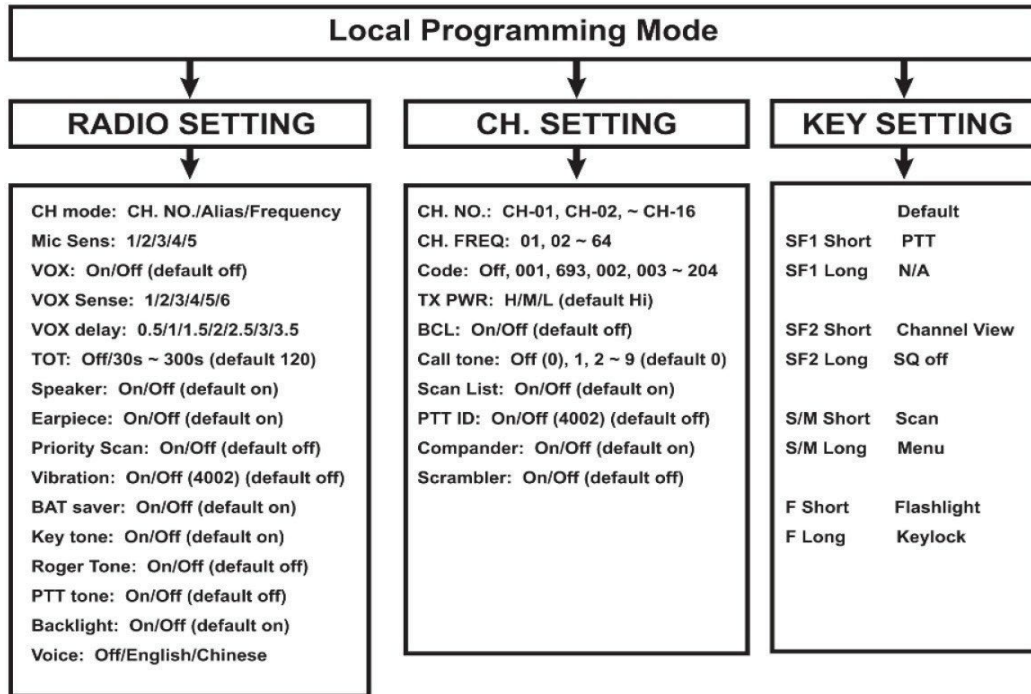 Local Programming Mode
RADIO SETTING
CH mode: CH. NO./Alias/Frequency
Mic Sens: 1/2/3/4/5
VOX: On/Off (default off)
VOX Sense: 1/2/3/4/5/6
VOX delay: 0.5/1/1.5/2/2.5/3/3.5
TOT: Off/30s ~ 300s (default 120)
Speaker: On/Off (default on)
Earpiece: On/Off (default on)
Priority Scan: On/Off (default off)
Vibration: On/Off (4002) (default off)
BAT saver: On/Off (default on)
Key tone: On/Off (default on)
Roger Tone: On/Off (default off)
PTT tone: On/Off (default off)
Backlight: On/Off (default on)
Voice: Off/English/Chinese
CH. SETTING
CH. NO.: CH-01, CH-02, ~ CH-16
CH. FREQ: 01, 02 ~ 64
Code: Off, 001, 693, 002, 003 ~ 204
TX PWR: H/M/L (default Hi)
BCL: On/Off (default off)
Call tone: Off (0), 1, 2 ~ 9 (default 0)
Scan List: On/Off (default on)
PTT ID: On/Off (4002) (default off)
Compander: On/Off (default on)
Scrambler: On/Off (default off)
KEY SETTING
Default
SF1 Short PTT
SF1 Long N/A
SF2 Short Channel View
SF2 Long SQ off
S/M Short Scan
S/M Long Menu
F Short Flashlight
F Long Keylock